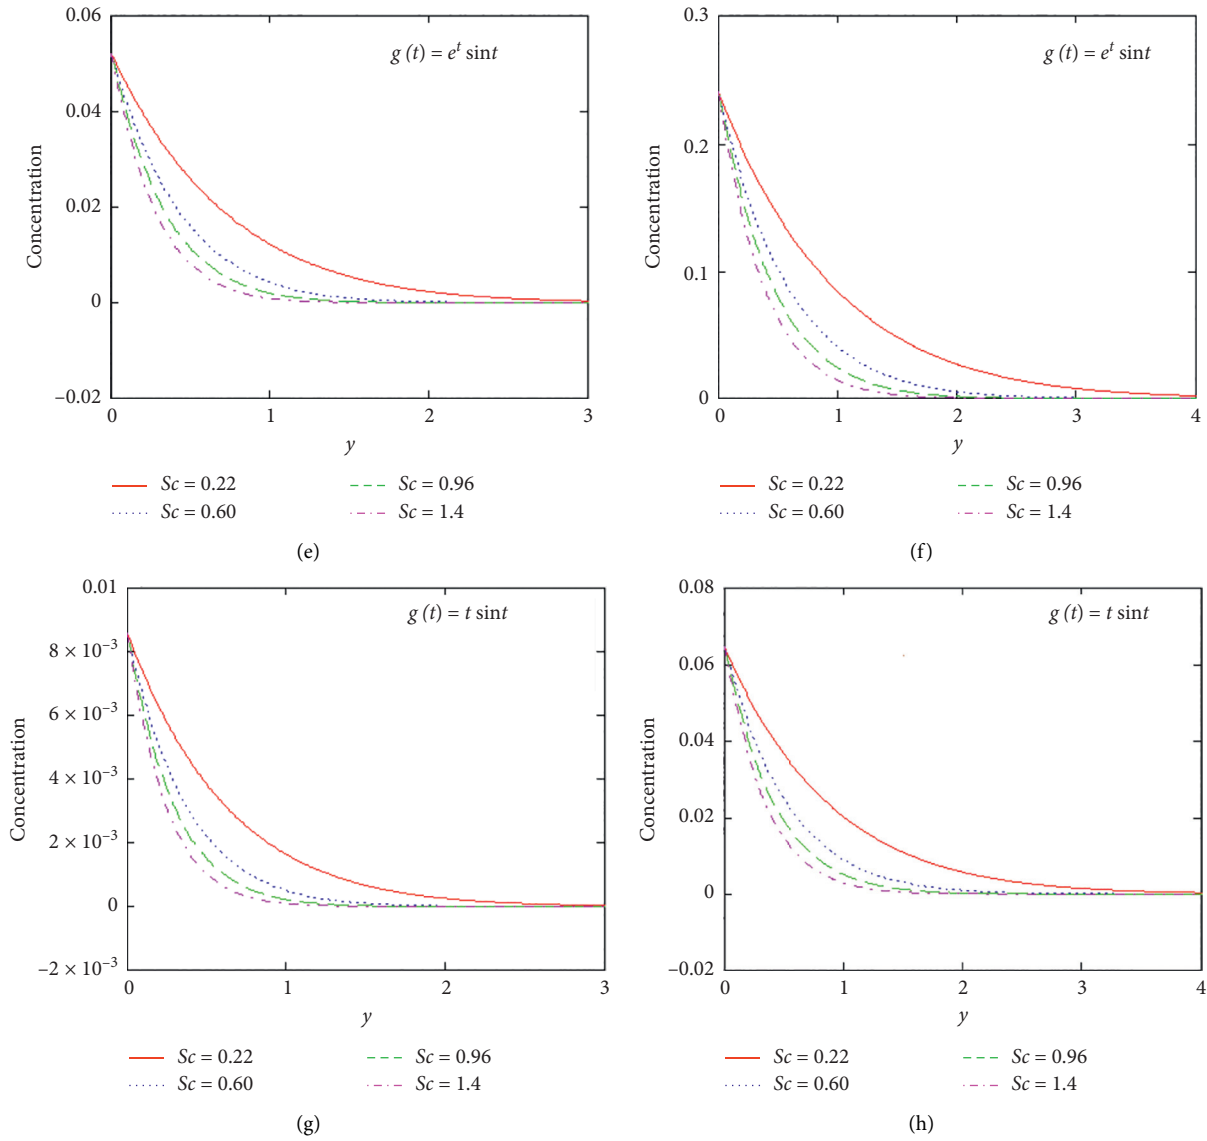 0.06
g (t) = e^t sint
0.04
0.02
0
–0.02
Concentration
0 1 2 3
y
Sc = 0.22 Sc = 0.96
Sc = 0.60 Sc = 1.4
(e)
0.3
g (t) = e^t sint
0.2
0.1
0
Concentration
0 1 2 3 4
y
Sc = 0.22 Sc = 0.96
Sc = 0.60 Sc = 1.4
(f)
0.01
g (t) = t sint
8 × 10⁻³
6 × 10⁻³
4 × 10⁻³
2 × 10⁻³
0
–2 × 10⁻³
Concentration
0 1 2 3
y
Sc = 0.22 Sc = 0.96
Sc = 0.60 Sc = 1.4
(g)
0.08
g (t) = t sint
0.06
0.04
0.02
0
–0.02
Concentration
0 1 2 3 4
y
Sc = 0.22 Sc = 0.96
Sc = 0.60 Sc = 1.4
(h)